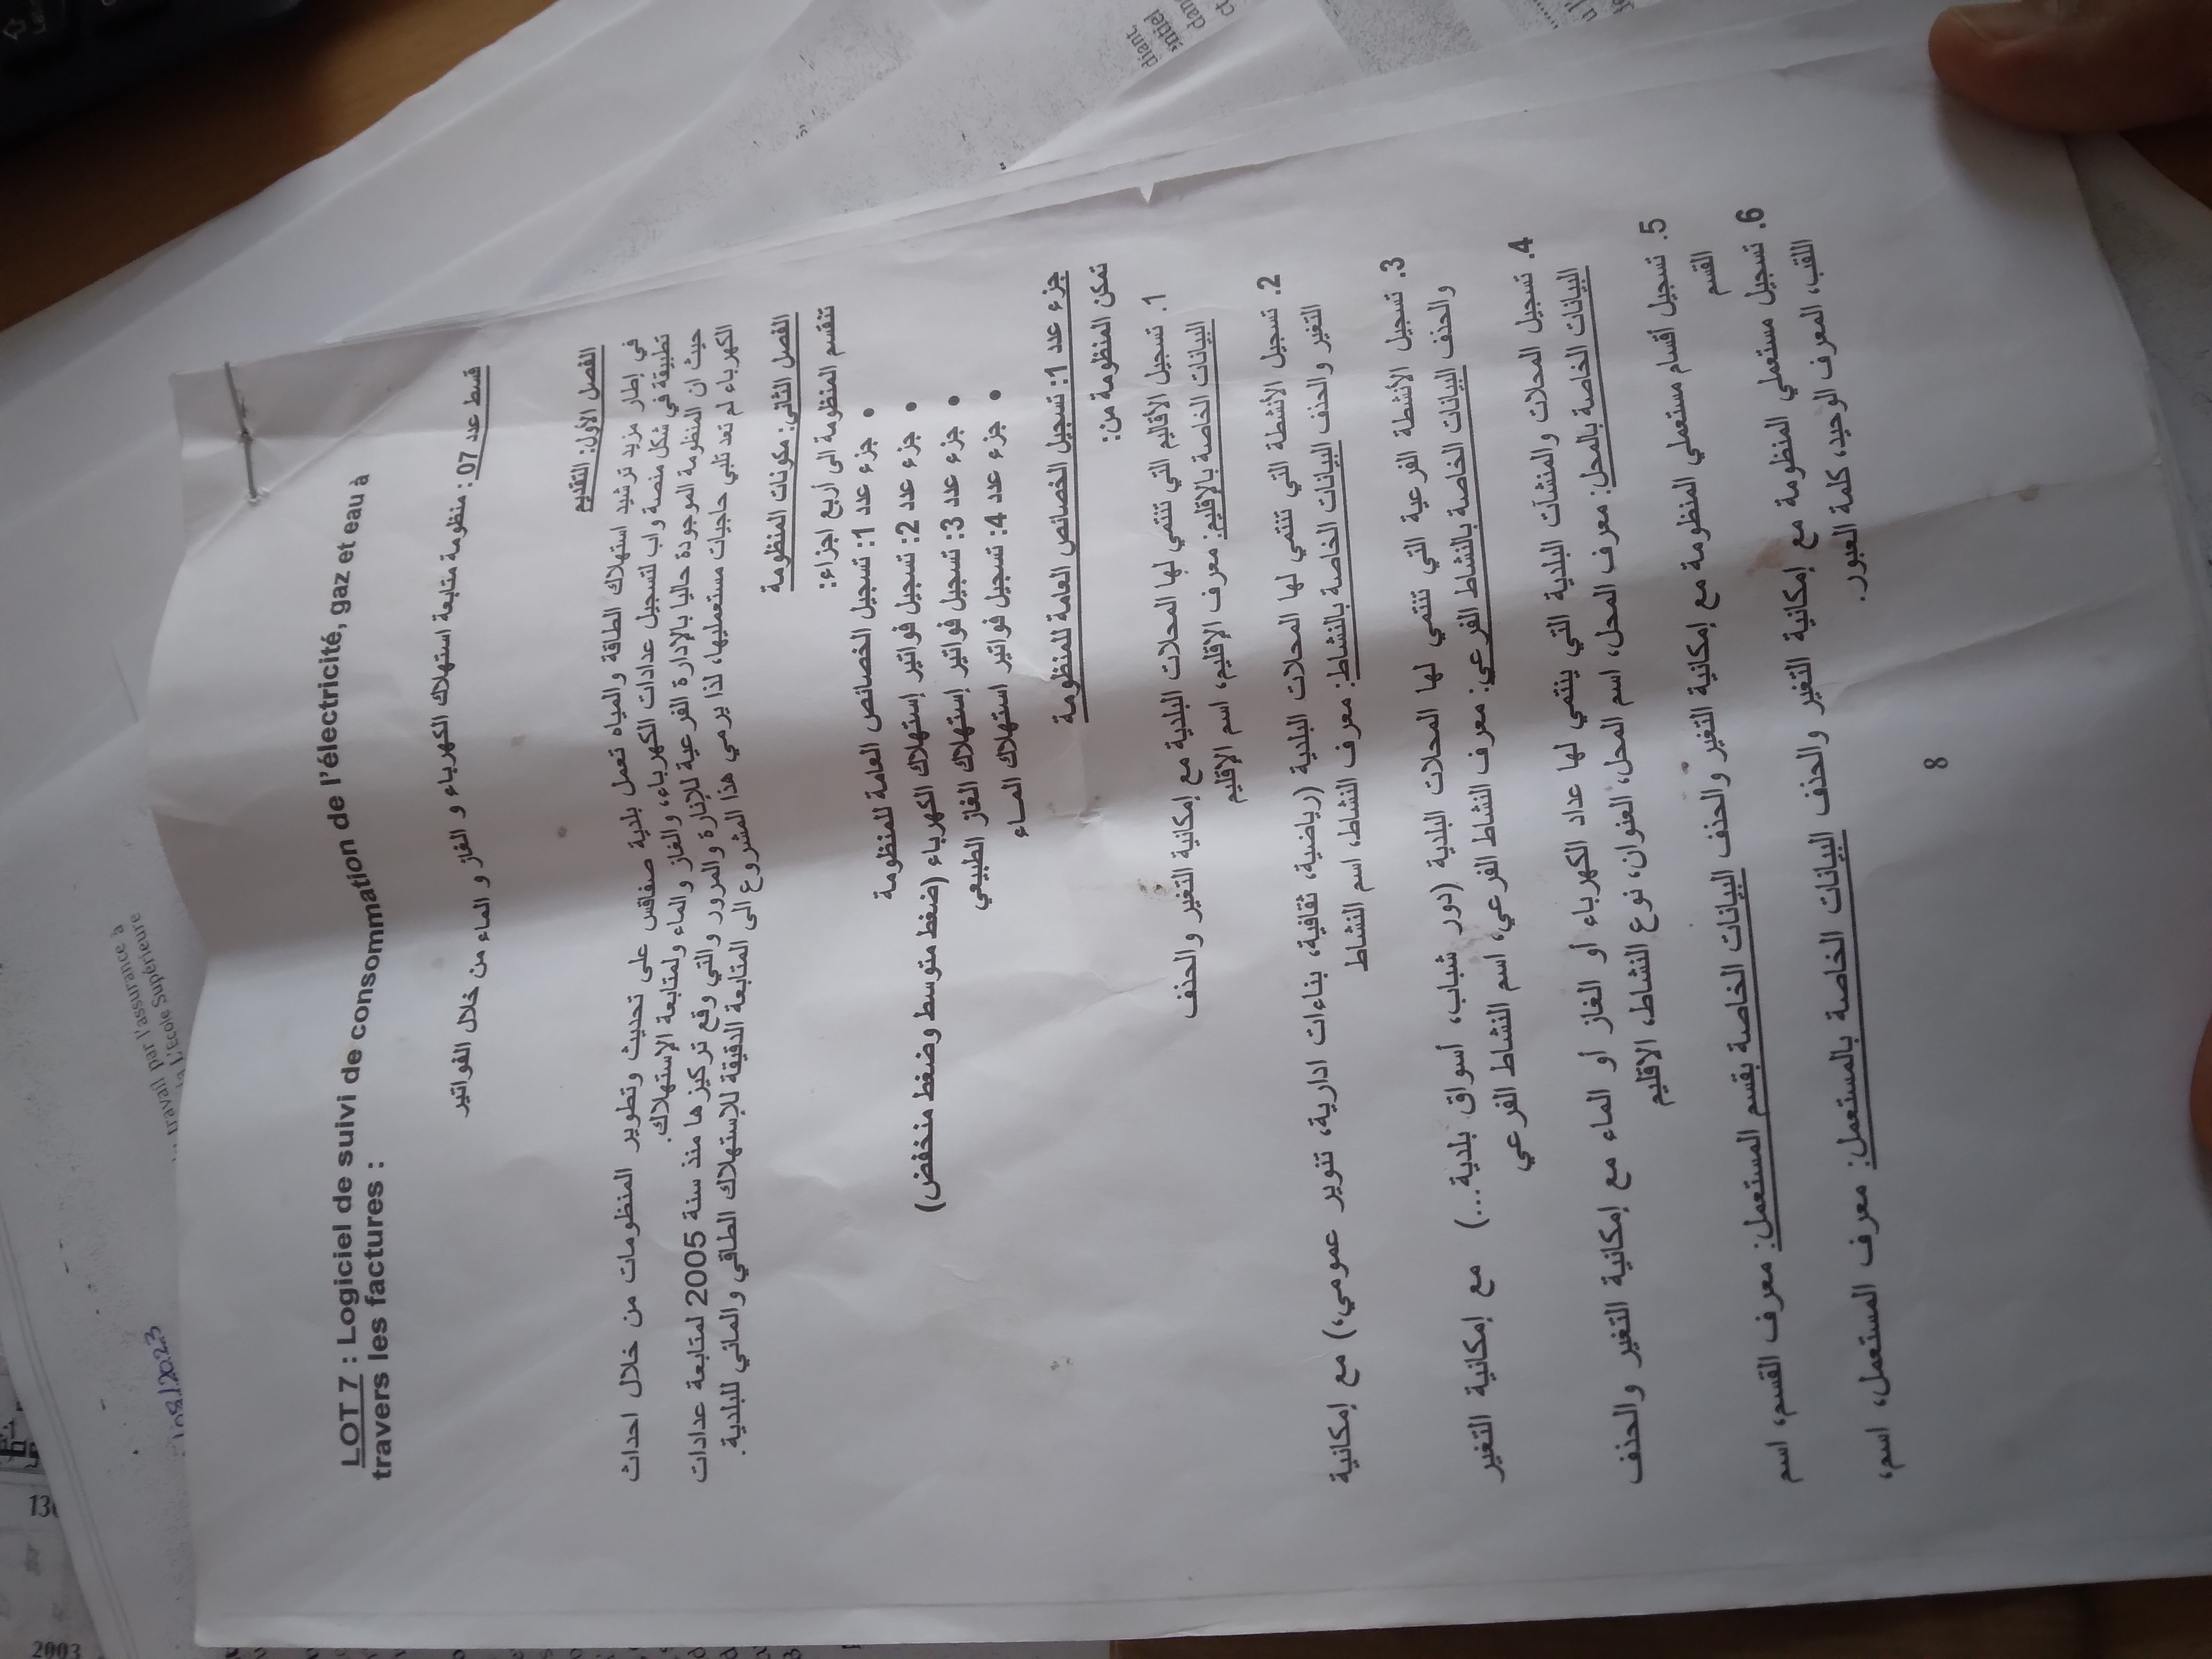 2003
/08/2023
travail par l'assurance à
la L'Ecole Supérieure
LOT 7 : Logiciel de suivi de consommation de l'électricité, gaz et eau à
travers les factures :
قسط عدد 07 : منظومة متابعة استهلاك الكهرباء و الغاز و الماء من خلال الفواتير
الفصل الأول: التقديم
في إطار مزيد ترشيد استهلاك الطاقة والمياه تعمل بلدية صفاقس على تحديث وتطوير المنظومات من خلال احداث
تطبيقة في شكل منصة واب لتسجيل عدادات الكهرباء، والغاز والماء ولمتابعة الإستهلاك.
حيث ان المنظومة الموجودة حاليا بالإدارة الفرعية للإنارة والمرور والتي وقع تركيزها منذ سنة 2005 لمتابعة عدادات
الكهرباء لم تعد تلبي حاجيات مستعمليها، لذا يرمي هذا المشروع الى المتابعة الدقيقة للإستهلاك الطاقي والمائي للبلدية.
الفصل الثاني: مكونات المنظومة
تنقسم المنظومة الى أربع اجزاء:
• جزء عدد 1: تسجيل الخصائص العامة للمنظومة
• جزء عدد 2: تسجيل فواتير إستهلاك الكهرباء (ضغط متوسط وضغط منخفض)
• جزء عدد 3: تسجيل فواتير إستهلاك الغاز الطبيعي
• جزء عدد 4: تسجيل فواتير استهلاك المـاء
جزء عدد 1: تسجيل الخصائص العامة للمنظومة
تمكن المنظومة من:
1. تسجيل الأقاليم التي تنتمي لها المحلات البلدية مع إمكانية التغير والحذف
البيانات الخاصة بالإقليم: معرف الإقليم، اسم الإقليم
2. تسجيل الأنشطة التي تنتمي لها المحلات البلدية (رياضية، ثقافية، بناءات ادارية، تنوير عمومي،) مع إمكانية
التغير والحذف البيانات الخاصة بالنشاط: معرف النشاط، اسم النشاط
3. تسجيل الأنشطة الفرعية التي تنتمي لها المحلات البلدية (دور شباب، أسواق بلدية...) مع إمكانية التغير
والحذف البيانات الخاصة بالنشاط الفرعي: معرف النشاط الفرعي، اسم النشاط الفرعي
4. تسجيل المحلات والمنشآت البلدية التي ينتمي لها عداد الكهرباء أو الغاز أو الماء مع إمكانية التغير والحذف
البيانات الخاصة بالمحل: معرف المحل، اسم المحل، العنوان، نوع النشاط، الاقليم
5. تسجيل أقسام مستعملي المنظومة مع إمكانية التغير والحذف البيانات الخاصة بقسم المستعمل: معرف القسم، اسم
القسم
6. تسجيل مستعملي المنظومة مع إمكانية التغير والحذف البيانات الخاصة بالمستعمل: معرف المستعمل، اسم،
اللقب، المعرف الوحيد، كلمة العبور.
8
diant,
entiel